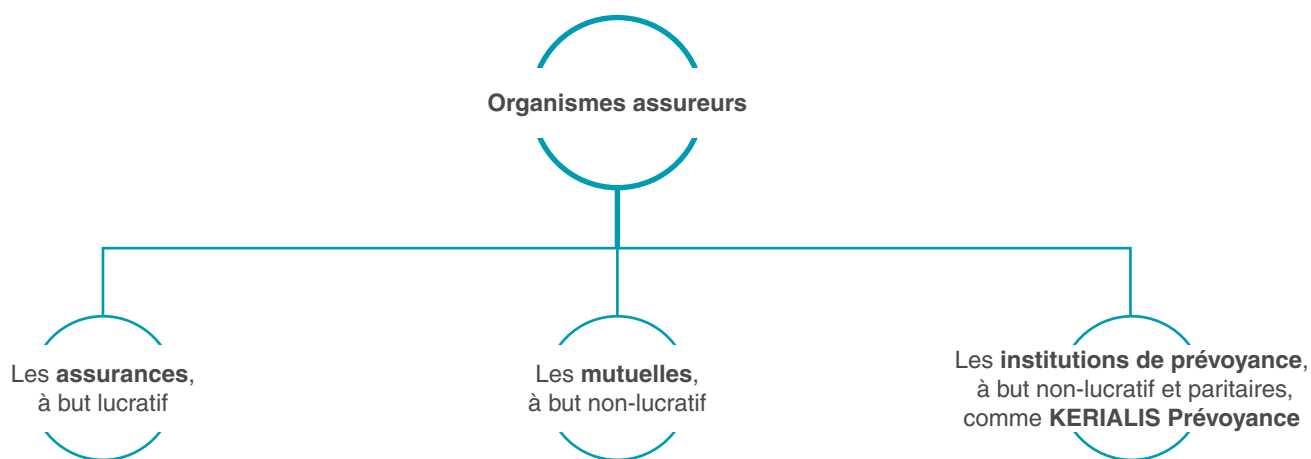 Organismes assureurs
Les assurances,
à but lucratif
Les mutuelles,
à but non-lucratif
Les institutions de prévoyance,
à but non-lucratif et paritaires,
comme KERIALIS Prévoyance